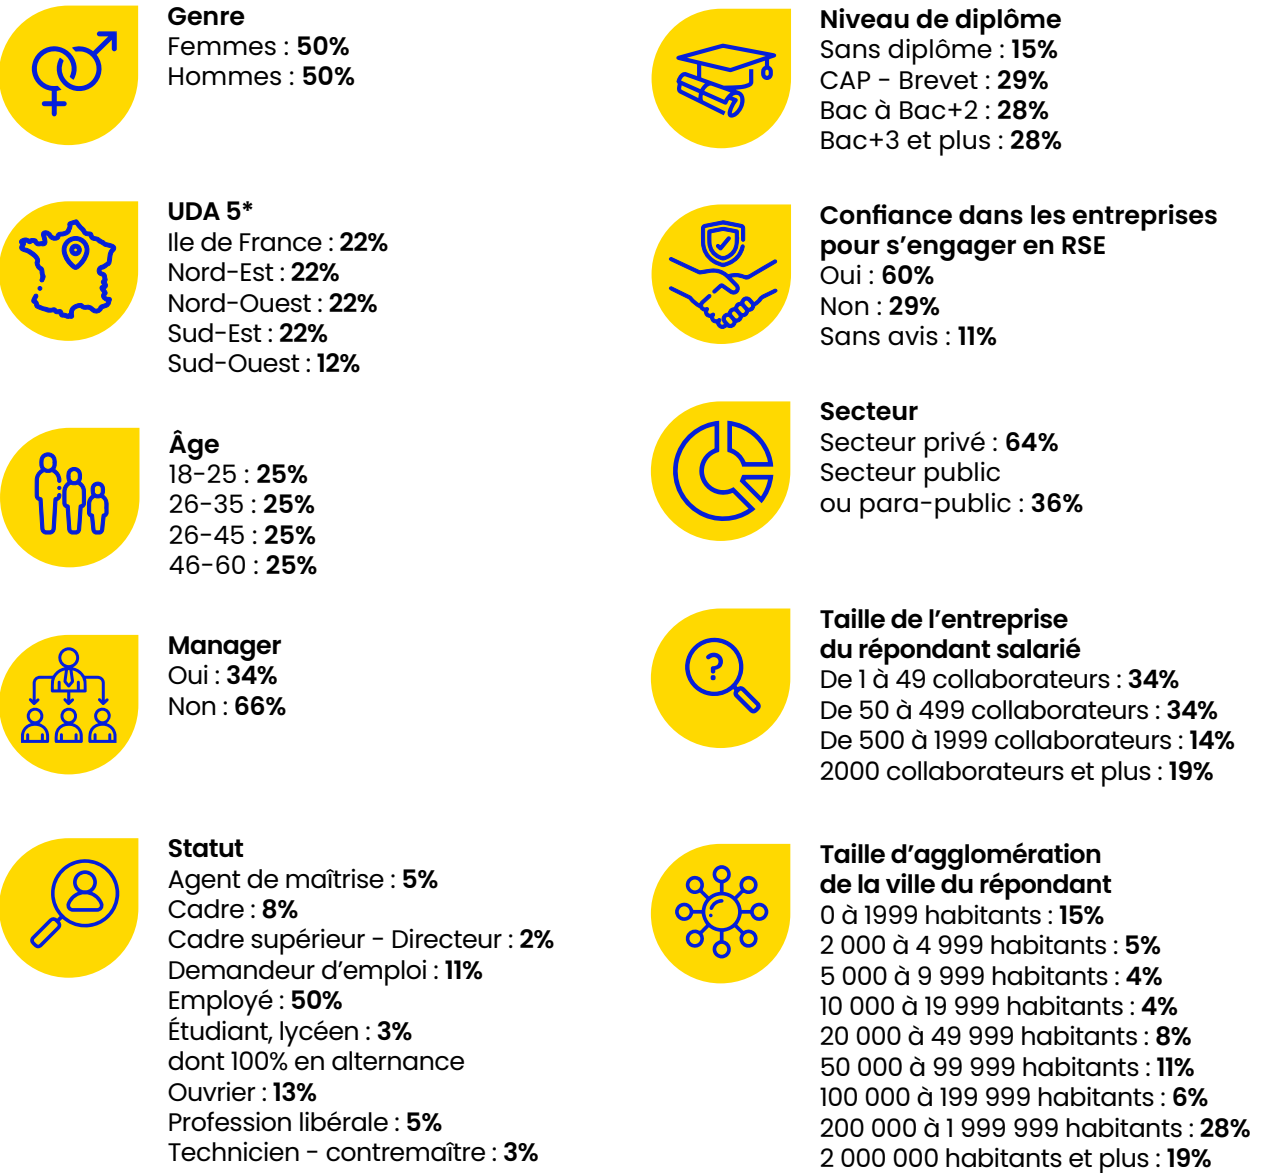 Genre
Femmes : 50%
Hommes : 50%
UDA 5*
Ile de France : 22%
Nord-Est : 22%
Nord-Ouest : 22%
Sud-Est : 22%
Sud-Ouest : 12%
Âge
18-25 : 25%
26-35 : 25%
26-45 : 25%
46-60 : 25%
Manager
Oui : 34%
Non : 66%
Statut
Agent de maîtrise : 5%
Cadre : 8%
Cadre supérieur - Directeur : 2%
Demandeur d’emploi : 11%
Employé : 50%
Étudiant, lycéen : 3%
dont 100% en alternance
Ouvrier : 13%
Profession libérale : 5%
Technicien - contremaître : 3%
Niveau de diplôme
Sans diplôme : 15%
CAP - Brevet : 29%
Bac à Bac+2 : 28%
Bac+3 et plus : 28%
Confiance dans les entreprises
pour s’engager en RSE
Oui : 60%
Non : 29%
Sans avis : 11%
Secteur
Secteur privé : 64%
Secteur public
ou para-public : 36%
?
Taille de l’entreprise
du répondant salarié
De 1 à 49 collaborateurs : 34%
De 50 à 499 collaborateurs : 34%
De 500 à 1999 collaborateurs : 14%
2000 collaborateurs et plus : 19%
Taille d’agglomération
de la ville du répondant
0 à 1999 habitants : 15%
2 000 à 4 999 habitants : 5%
5 000 à 9 999 habitants : 4%
10 000 à 19 999 habitants : 4%
20 000 à 49 999 habitants : 8%
50 000 à 99 999 habitants : 11%
100 000 à 199 999 habitants : 6%
200 000 à 1 999 999 habitants : 28%
2 000 000 habitants et plus : 19%